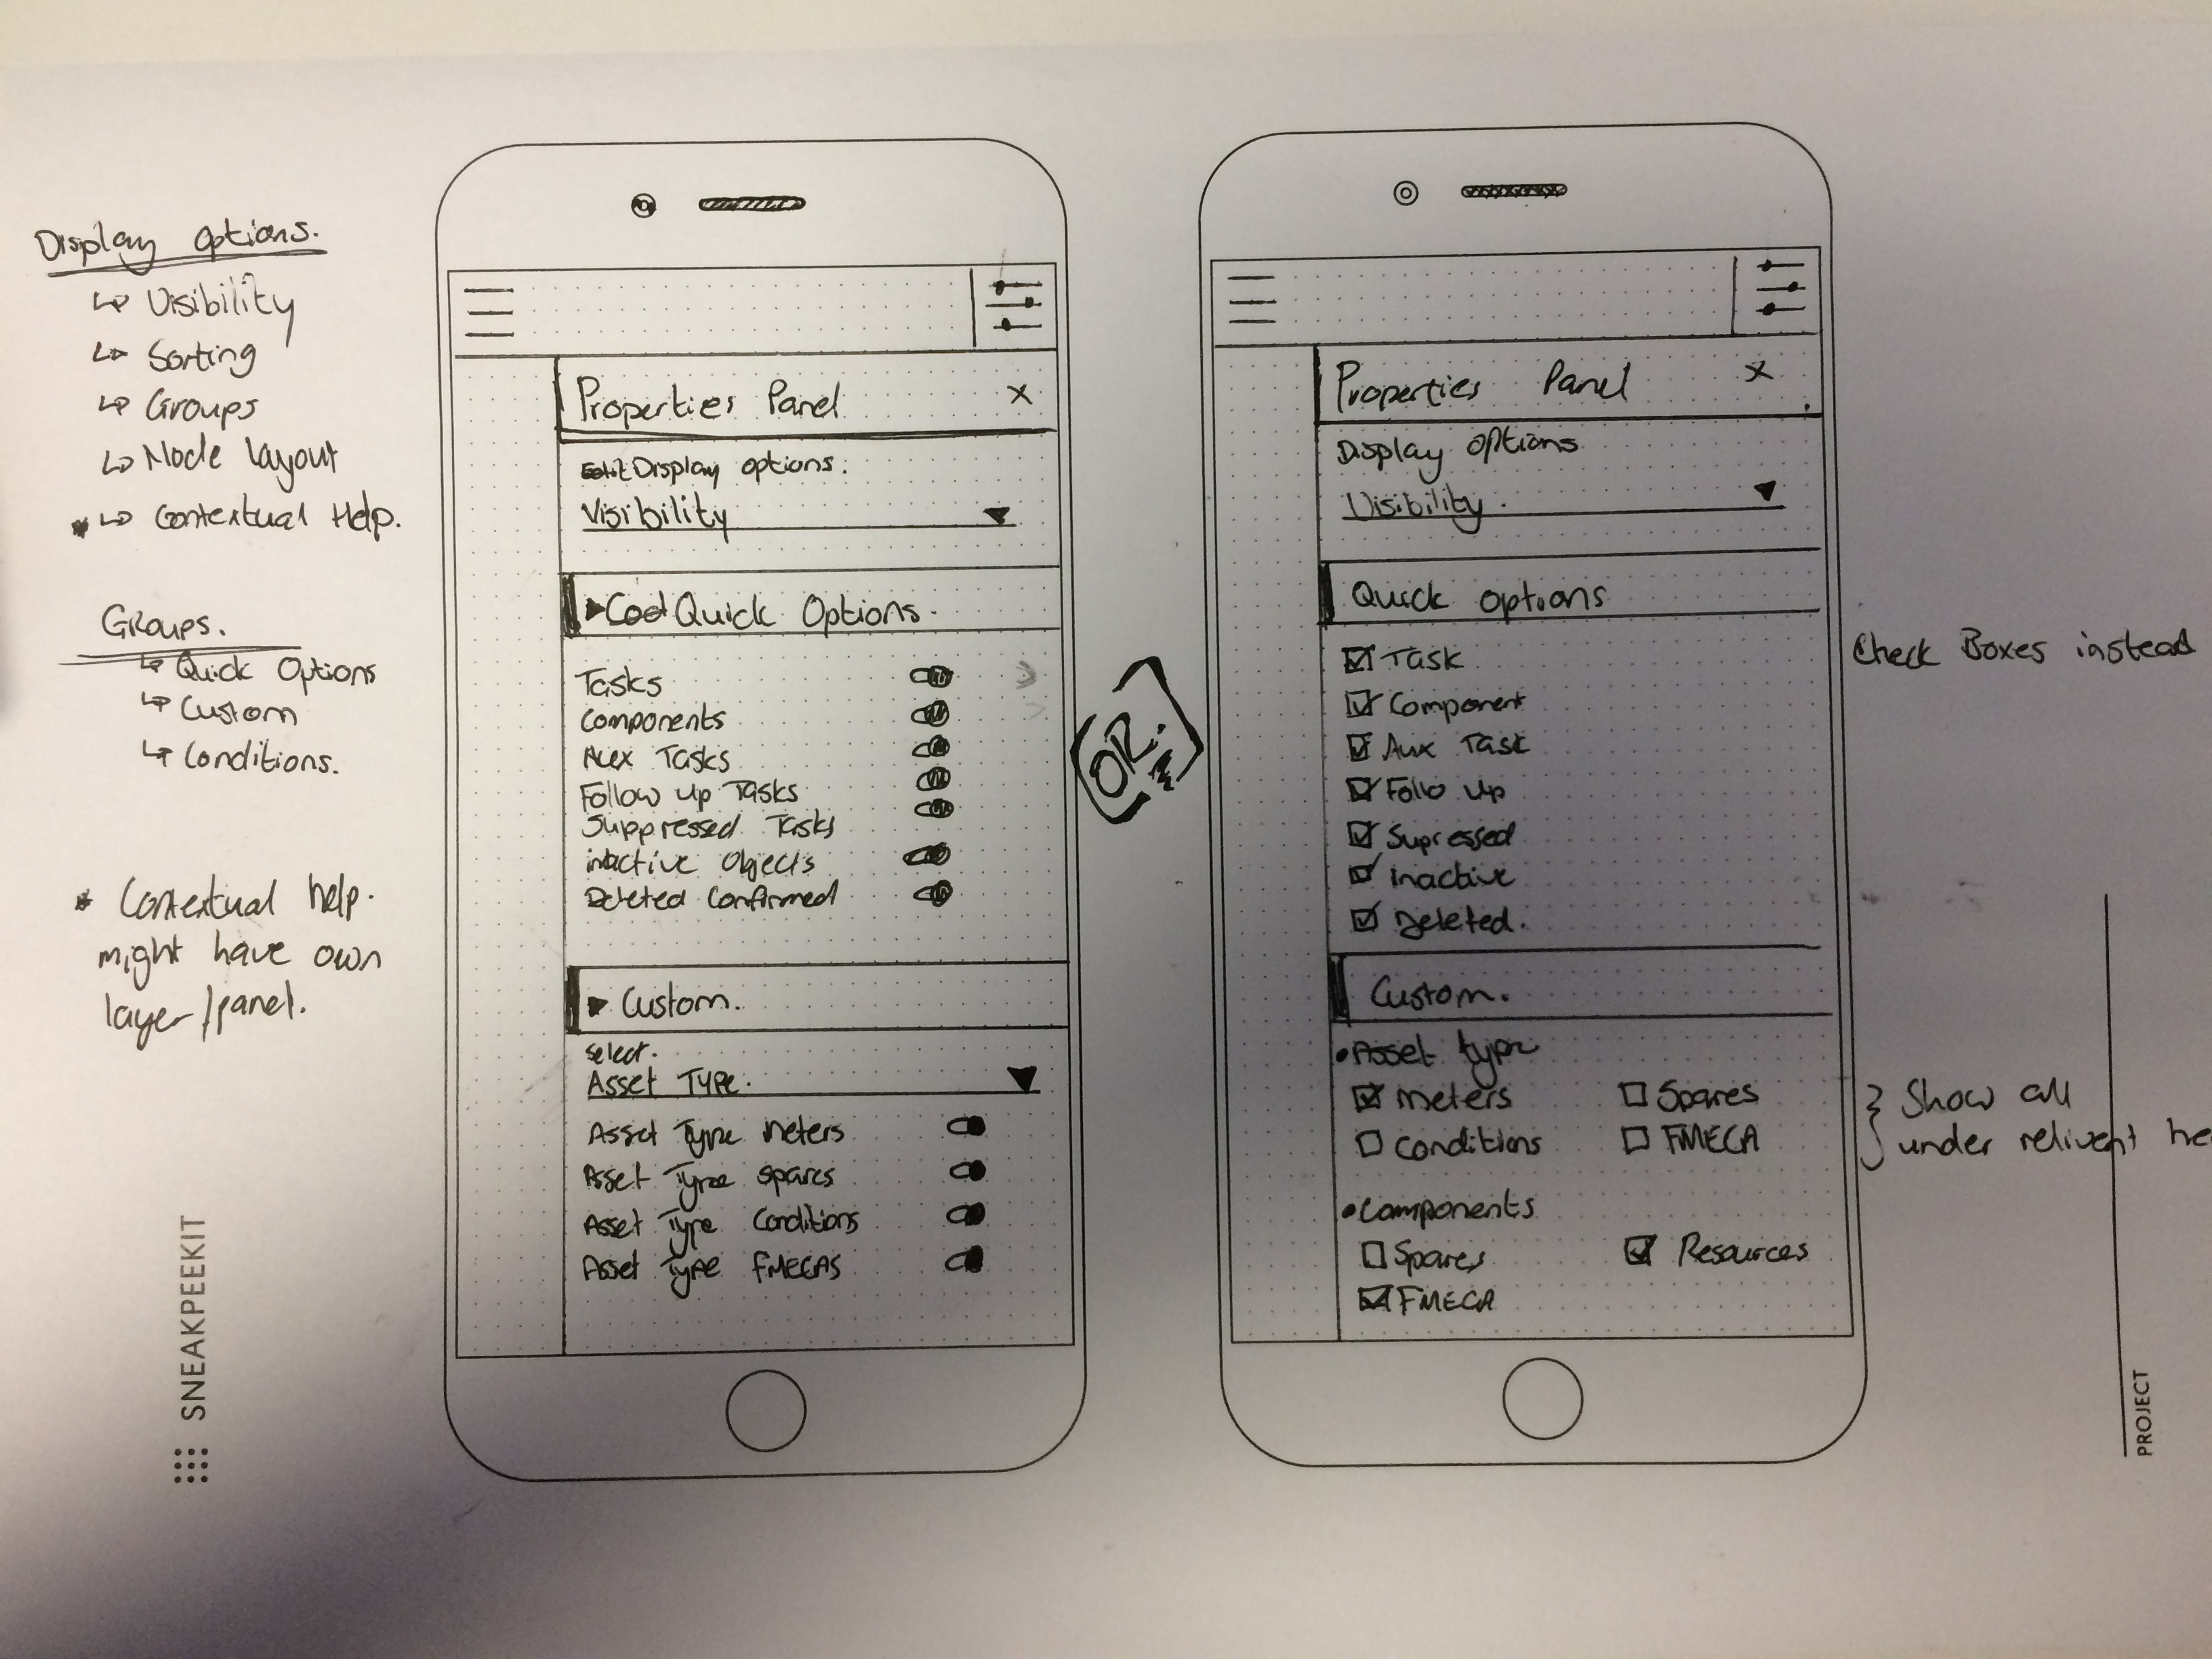 Display Options.
↳ Visibility
↳ Sorting
↳ Groups
↳ Node layout
* ↳ Contextual Help.
Groups.
↳ Quick Options
↳ Custom
↳ Conditions.
* Contextual help.
might have own
layer/panel.
SNEAKPEEKIT
Properties Panel x
Display options.
Visibility
Quick Options.
Tasks
Components
Aux Tasks
Follow up Tasks
Suppressed Tasks
inactive objects
Deleted Confirmed
Custom.
select.
Asset Type.
Asset Type meters
Asset Type spares
Asset Type Conditions
Asset Type FMECAS
OR.
Properties Panel x
Display options
Visibility.
Quick options
Task
Component
Aux Task
Follo up
Supressed
inactive
Deleted.
Custom.
• Asset type
meters Spares
Conditions FMECA
• Components
Spares Resources
FMECA
Check Boxes instead
Show all
under relivent he
PROJECT